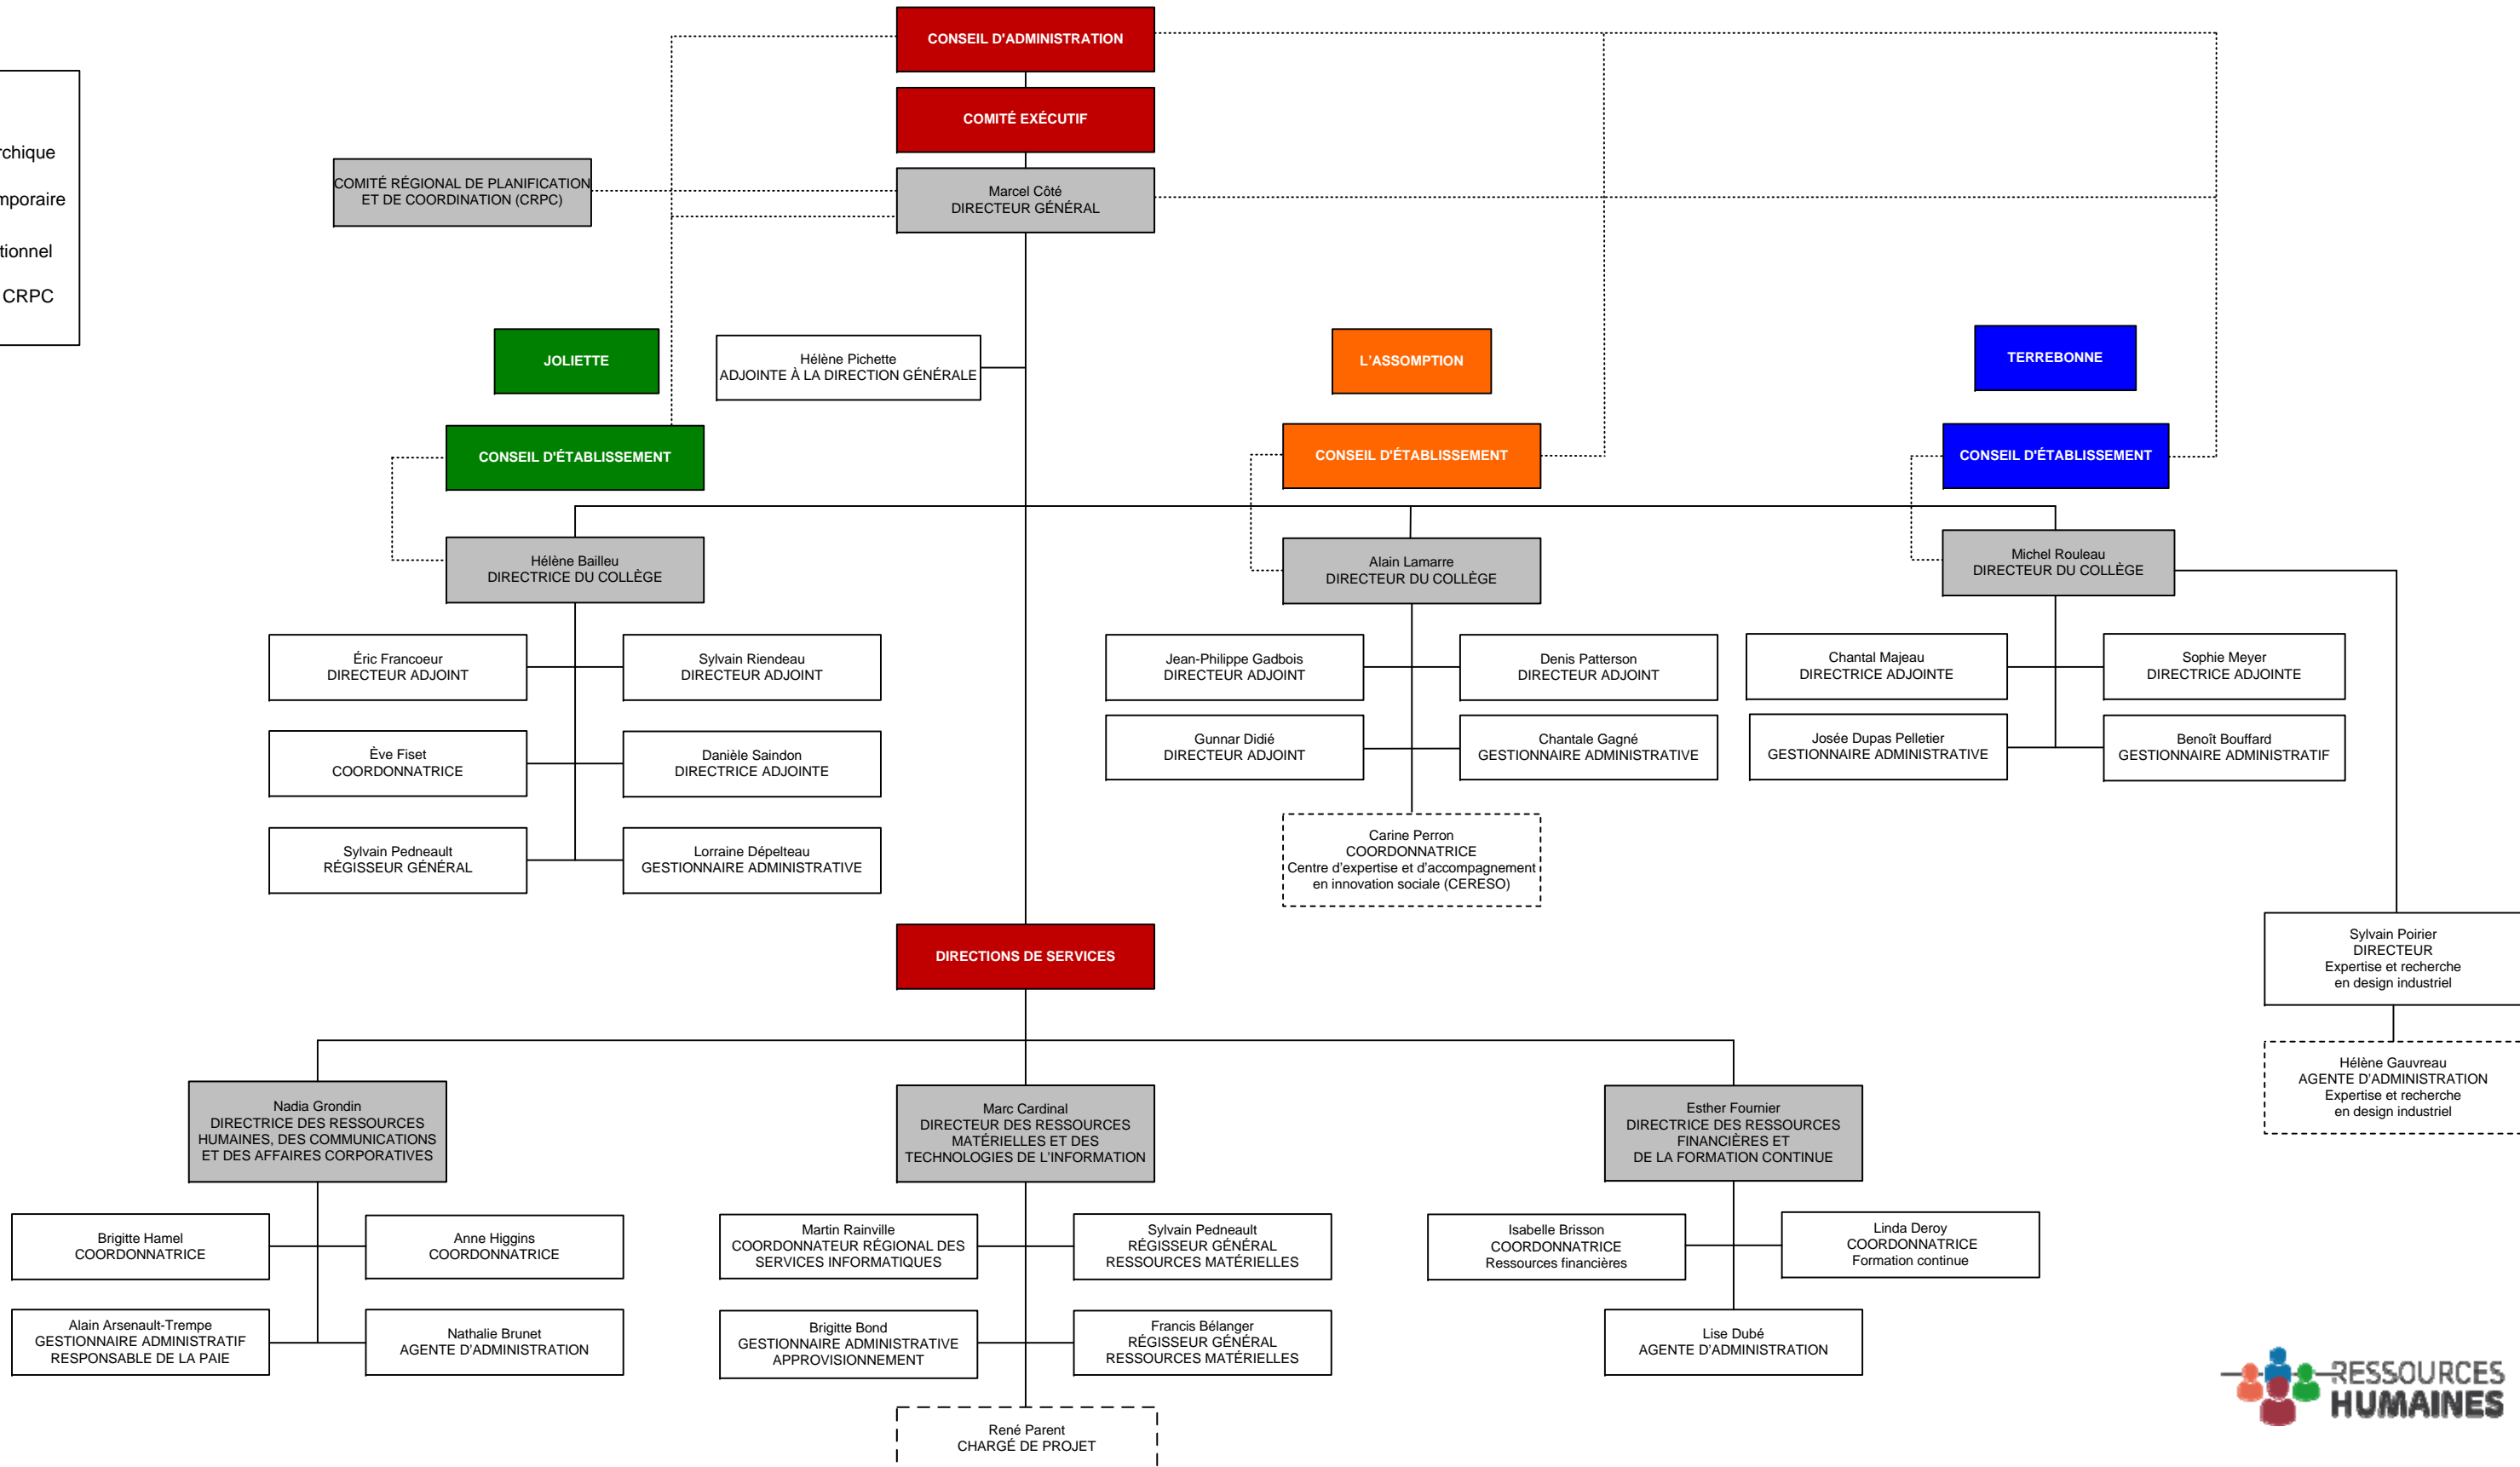 CONSEIL D'ADMINISTRATION
COMITÉ EXÉCUTIF
COMITÉ RÉGIONAL DE PLANIFICATION
ET DE COORDINATION (CRPC)
Marcel Côté
DIRECTEUR GÉNÉRAL
CRPC
JOLIETTE
Hélène Pichette
ADJOINTE À LA DIRECTION GÉNÉRALE
L'ASSOMPTION
TERREBONNE
CONSEIL D'ÉTABLISSEMENT
CONSEIL D'ÉTABLISSEMENT
CONSEIL D'ÉTABLISSEMENT
Hélène Bailleu
DIRECTRICE DU COLLÈGE
Alain Lamarre
DIRECTEUR DU COLLÈGE
Michel Rouleau
DIRECTEUR DU COLLÈGE
Éric Francoeur
DIRECTEUR ADJOINT
Sylvain Riendeau
DIRECTEUR ADJOINT
Jean-Philippe Gadbois
DIRECTEUR ADJOINT
Denis Patterson
DIRECTEUR ADJOINT
Chantal Majeau
DIRECTRICE ADJOINTE
Sophie Meyer
DIRECTRICE ADJOINTE
Ève Fiset
COORDONNATRICE
Danièle Saindon
DIRECTRICE ADJOINTE
Gunnar Didié
DIRECTEUR ADJOINT
Chantale Gagné
GESTIONNAIRE ADMINISTRATIVE
Josée Dupas Pelletier
GESTIONNAIRE ADMINISTRATIVE
Benoît Bouffard
GESTIONNAIRE ADMINISTRATIF
Sylvain Pedneault
RÉGISSEUR GÉNÉRAL
Lorraine Dépelteau
GESTIONNAIRE ADMINISTRATIVE
Carine Perron
COORDONNATRICE
Centre d'expertise et d'accompagnement
en innovation sociale (CERESO)
DIRECTIONS DE SERVICES
Sylvain Poirier
DIRECTEUR
Expertise et recherche
en design industriel
Hélène Gauvreau
AGENTE D'ADMINISTRATION
Expertise et recherche
en design industriel
Nadia Grondin
DIRECTRICE DES RESSOURCES
HUMAINES, DES COMMUNICATIONS
ET DES AFFAIRES CORPORATIVES
Marc Cardinal
DIRECTEUR DES RESSOURCES
MATÉRIELLES ET DES
TECHNOLOGIES DE L'INFORMATION
Esther Fournier
DIRECTRICE DES RESSOURCES
FINANCIÈRES ET
DE LA FORMATION CONTINUE
Brigitte Hamel
COORDONNATRICE
Anne Higgins
COORDONNATRICE
Martin Rainville
COORDONNATEUR RÉGIONAL DES
SERVICES INFORMATIQUES
Sylvain Pedneault
RÉGISSEUR GÉNÉRAL
RESSOURCES MATÉRIELLES
Isabelle Brisson
COORDONNATRICE
Ressources financières
Linda Deroy
COORDONNATRICE
Formation continue
Alain Arsenault-Trempe
GESTIONNAIRE ADMINISTRATIF
RESPONSABLE DE LA PAIE
Nathalie Brunet
AGENTE D'ADMINISTRATION
Brigitte Bond
GESTIONNAIRE ADMINISTRATIVE
APPROVISIONNEMENT
Francis Bélanger
RÉGISSEUR GÉNÉRAL
RESSOURCES MATÉRIELLES
Lise Dubé
AGENTE D'ADMINISTRATION
René Parent
CHARGÉ DE PROJET
RESSOURCES
HUMAINES